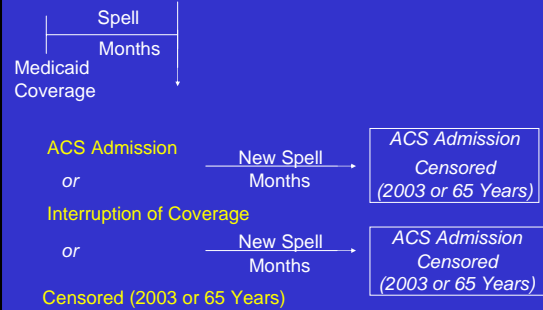 Spell
Months
Medicaid
Coverage
ACS Admission
or
Interruption of Coverage
or
Censored (2003 or 65 Years)
New Spell
Months
ACS Admission
Censored
(2003 or 65 Years)
New Spell
Months
ACS Admission
Censored
(2003 or 65 Years)